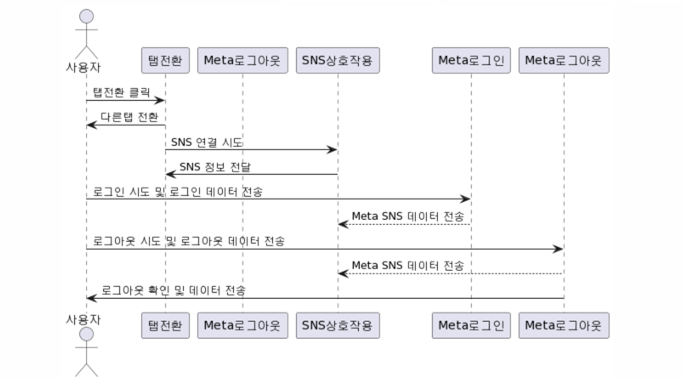 사용자
탭전환
Meta로그아웃
SNS상호작용
Meta로그인
Meta로그아웃
탭전환 클릭
다른탭 전환
SNS 연결 시도
SNS 정보 전달
로그인 시도 및 로그인 데이터 전송
Meta SNS 데이터 전송
로그아웃 시도 및 로그아웃 데이터 전송
Meta SNS 데이터 전송
로그아웃 확인 및 데이터 전송
사용자
탭전환
Meta로그아웃
SNS상호작용
Meta로그인
Meta로그아웃